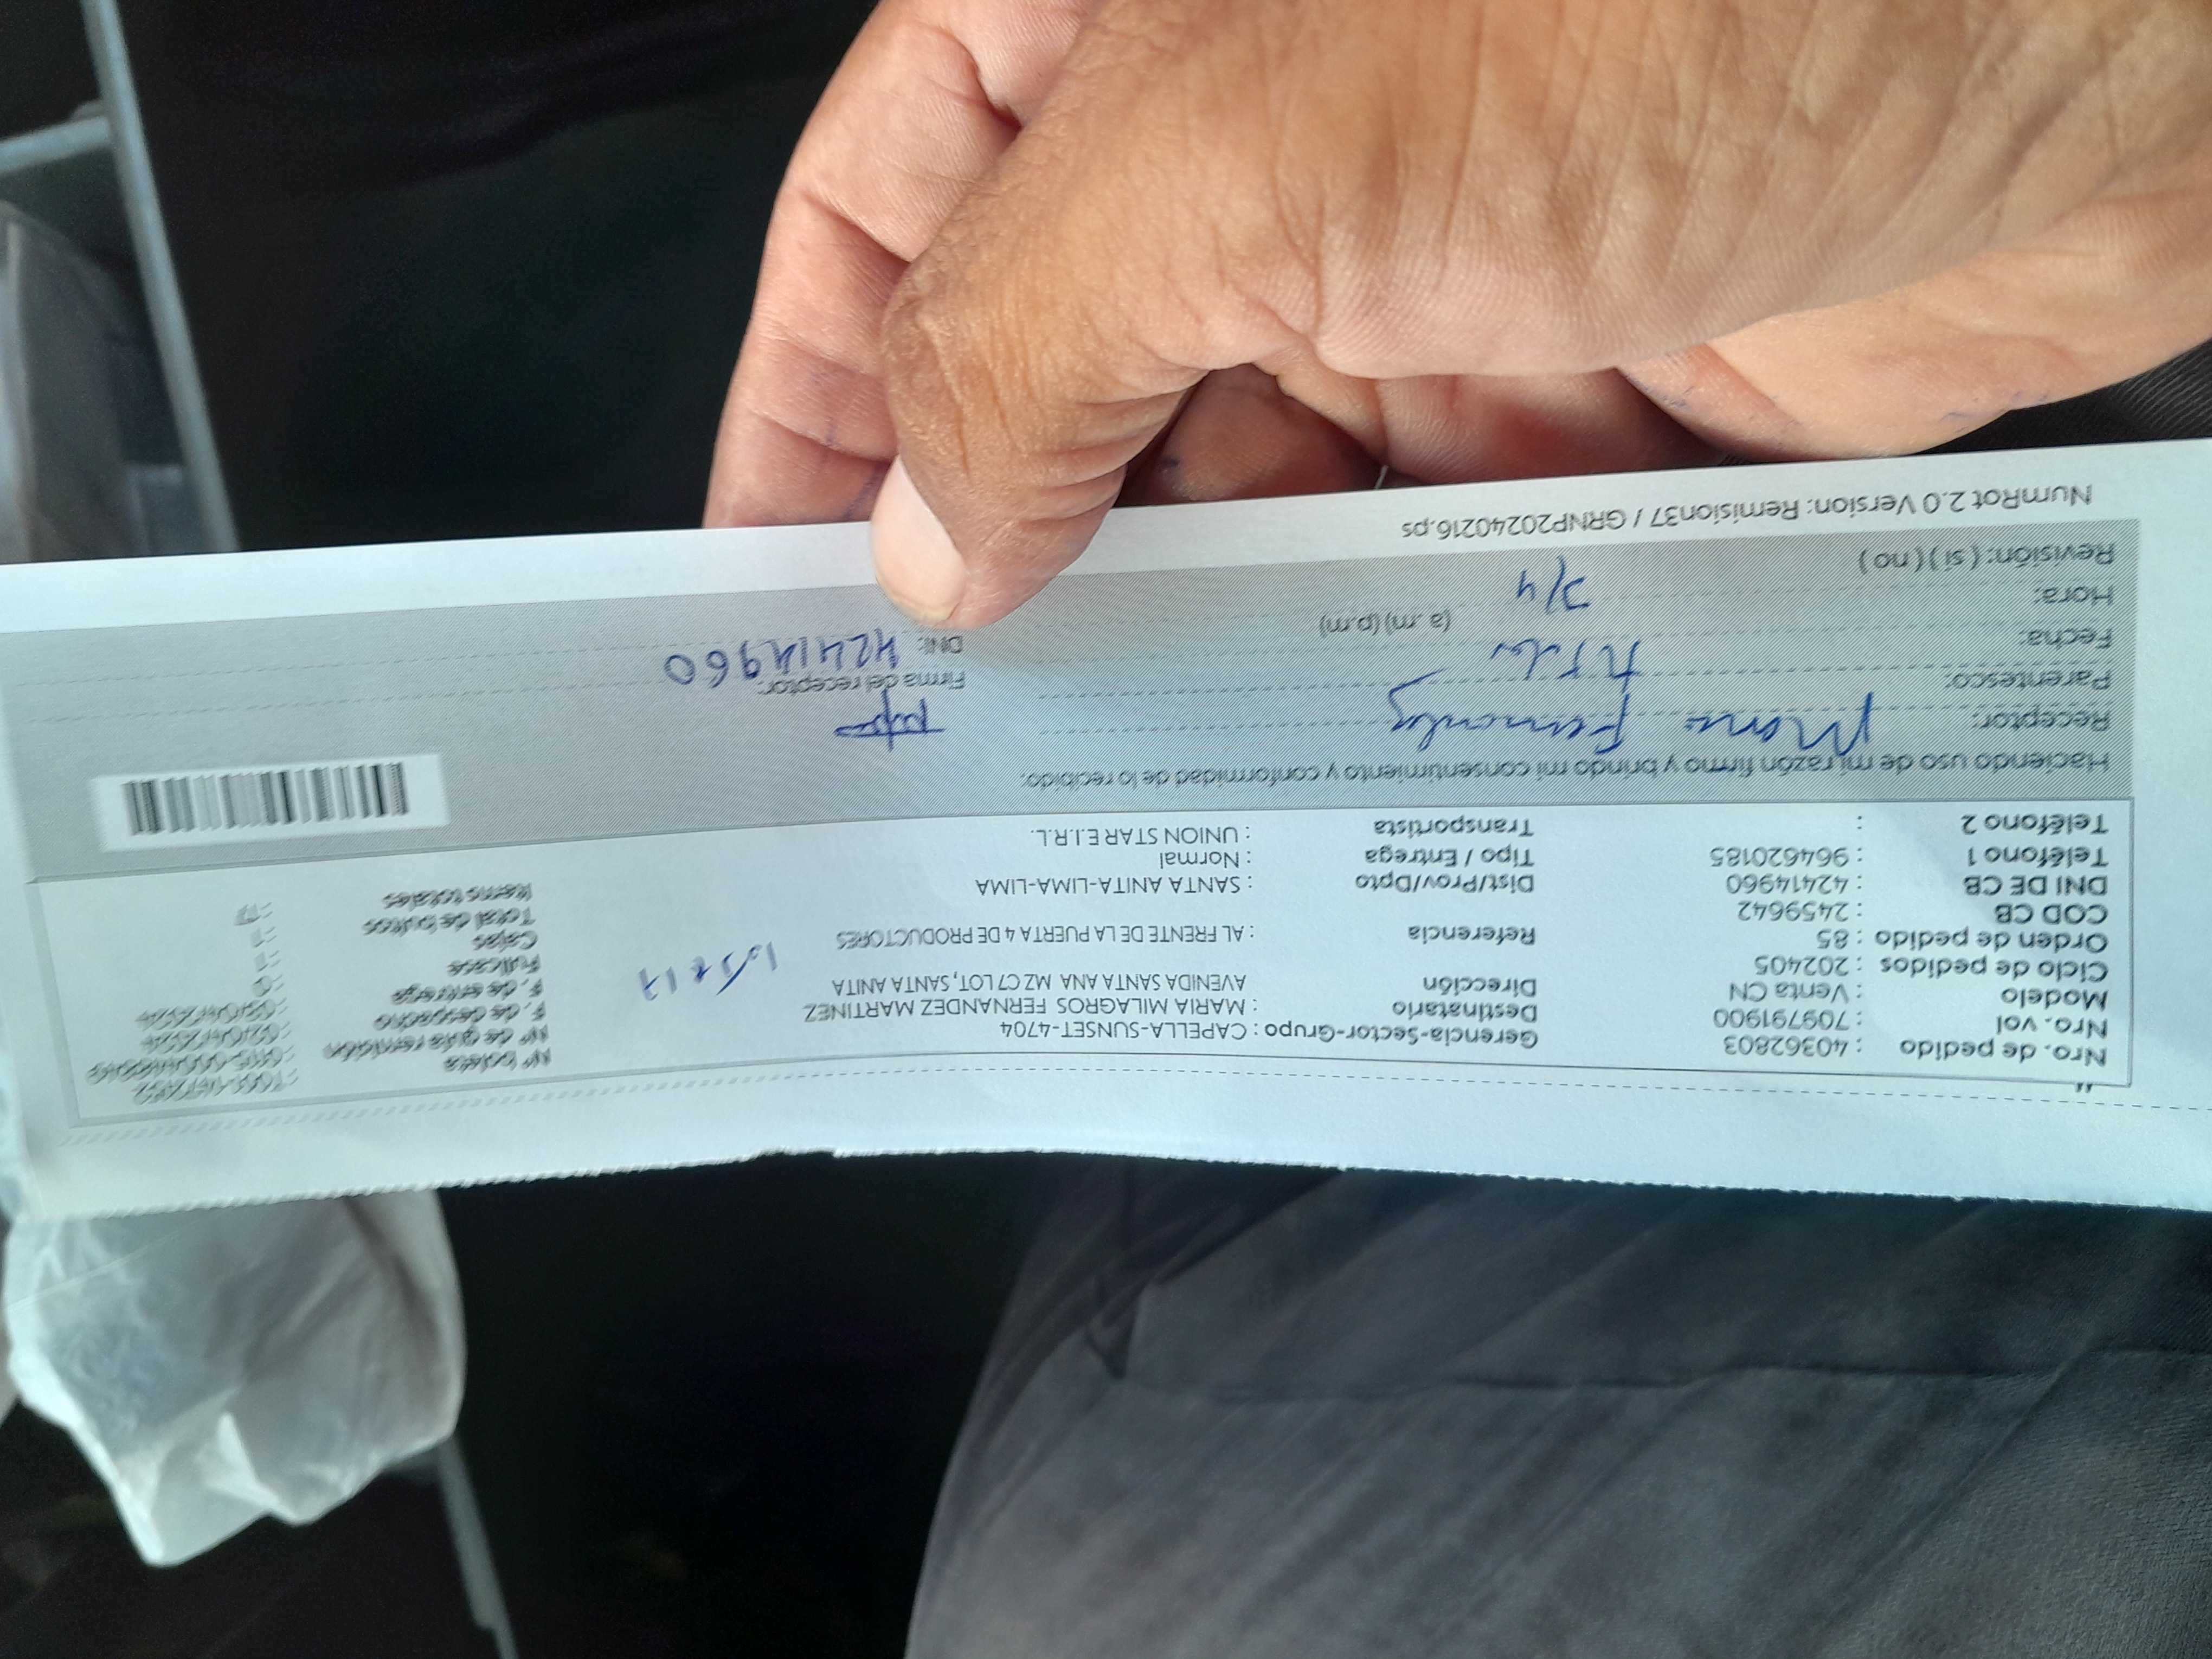 Nro. de pedido : 40362803
Nro. vol : 709791900
Modelo : Venta CN
Ciclo de pedidos : 202405
Orden de pedido : 85
COD CB : 2459642
DNI DE CB : 42414960
Teléfono 1 : 964620185
Teléfono 2 :
Gerencia-Sector-Grupo : CAPELLA-SUNSET-4704
Destinatario : MARIA MILAGROS FERNANDEZ MARTINEZ
Dirección AVENIDA SANTA ANA MZ C7 LOT, SANTA ANITA
Referencia : AL FRENTE DE LA PUERTA 4 DE PRODUCTORES
Dist/Prov/Dpto : SANTA ANITA-LIMA-LIMA
Tipo / Entrega : Normal
Transportista : UNION STAR E.I.R.L.
Nº boleta
Nº de guía remisión
F. de despacho
F. de entrega
Fullcase
Cajas
Total de bultos
Items totales
Haciendo uso de mi razón firmo y brindo mi consentimiento y conformidad de lo recibido:
Receptor: Maria Fernandez
Parentesco:
Fecha:
Hora: 2/4 (a .m) (p.m)
Revisión: ( si ) ( no )
Firma del receptor:
DNI: 42414960
NumRot 2.0 Version: Remision37 / GRNP20240216.ps